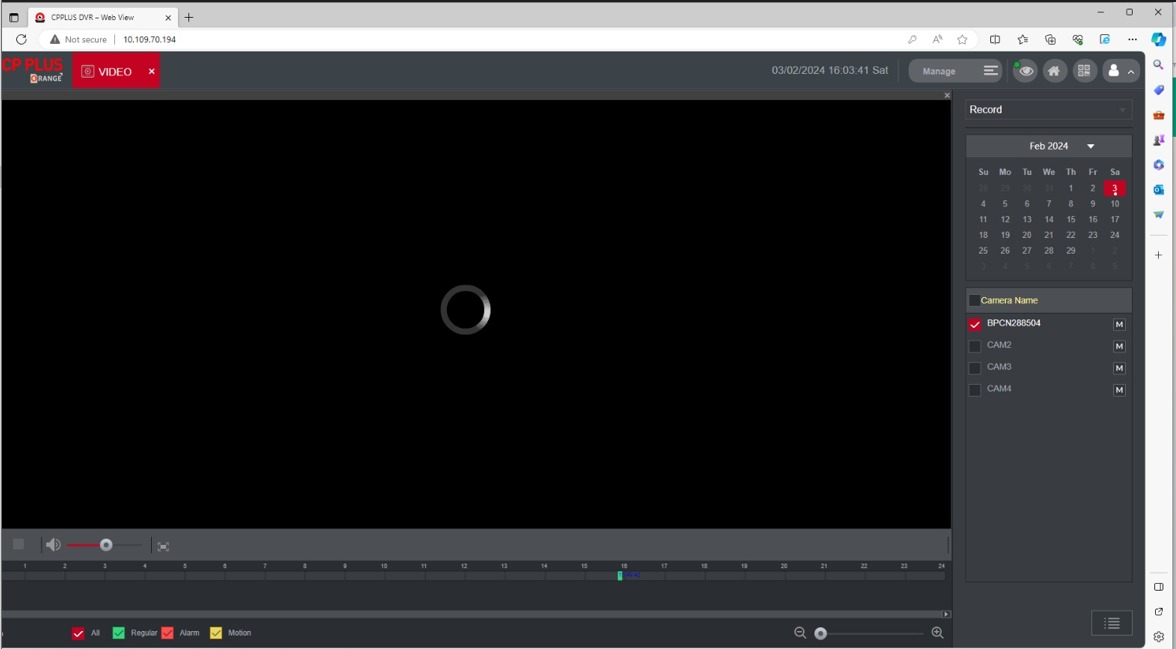 CPPLUS DVR – Web View
Not secure
10.109.70.194
CP PLUS
ORANGE
VIDEO
03/02/2024 16:03:41 Sat
Manage
Record
Feb 2024
Su Mo Tu We Th Fr Sa
28 29 30 31 1 2 3
4 5 6 7 8 9 10
11 12 13 14 15 16 17
18 19 20 21 22 23 24
25 26 27 28 29 1 2
3 4 5 6 7 8 9
Camera Name
BPCN288504 M
CAM2 M
CAM3 M
CAM4 M
1 2 3 4 5 6 7 8 9 10 11 12 13 14 15 16 17 18 19 20 21 22 23 24
All Regular Alarm Motion